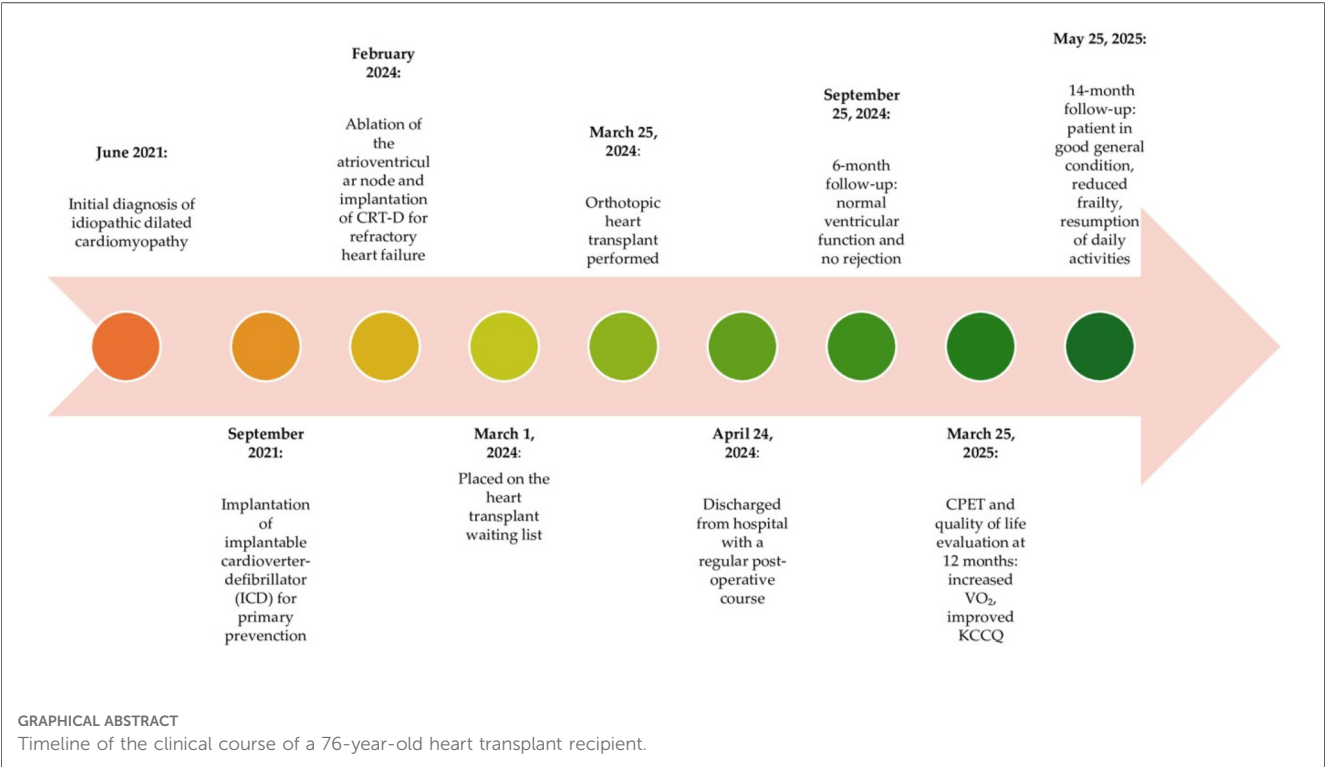 June 2021:
Initial diagnosis of
idiopathic dilated
cardiomyopathy
September
2021:
Implantation
of
implantable
cardioverter-
defibrillator
(ICD) for
primary
prevenction
February
2024:
Ablation of
the
atrioventricul
ar node and
implantation
of CRT-D for
refractory
heart failure
March 1,
2024:
Placed on the
heart
transplant
waiting list
March 25,
2024:
Orthotopic
heart
transplant
performed
April 24,
2024:
Discharged
from hospital
with a
regular post-
operative
course
September
25, 2024:
6-month
follow-up:
normal
ventricular
function and
no rejection
March 25,
2025:
CPET and
quality of life
evaluation at
12 months:
increased
VO₂,
improved
KCCQ
May 25, 2025:
14-month
follow-up:
patient in
good general
condition,
reduced
frailty,
resumption
of daily
activities
GRAPHICAL ABSTRACT
Timeline of the clinical course of a 76-year-old heart transplant recipient.